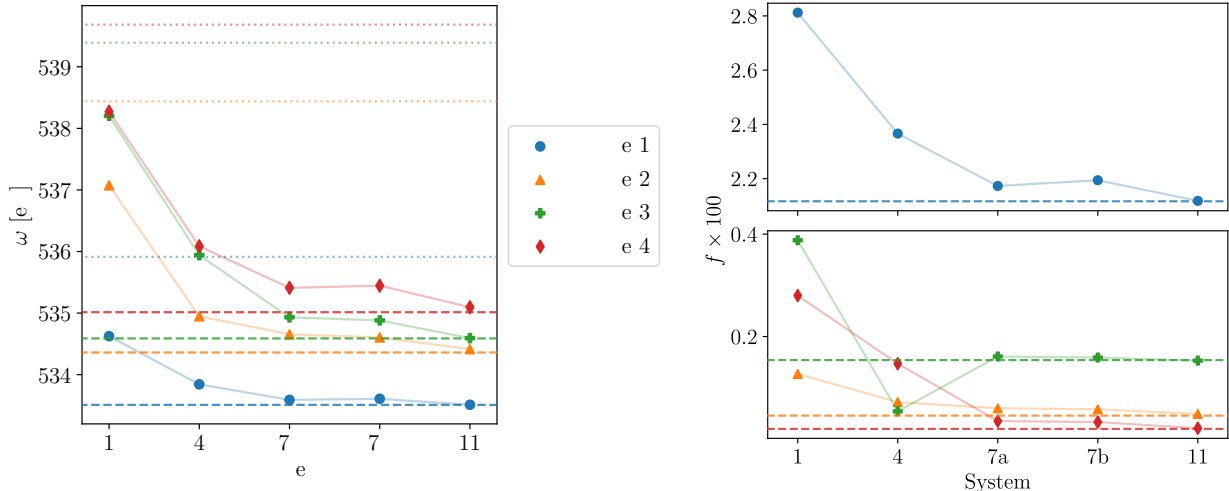 539
538
537
536
535
534
ω [e ]
1 4 7 7 11
e
e 1
e 2
e 3
e 4
2.8
2.6
2.4
2.2
0.4
0.2
f × 100
1 4 7a 7b 11
System